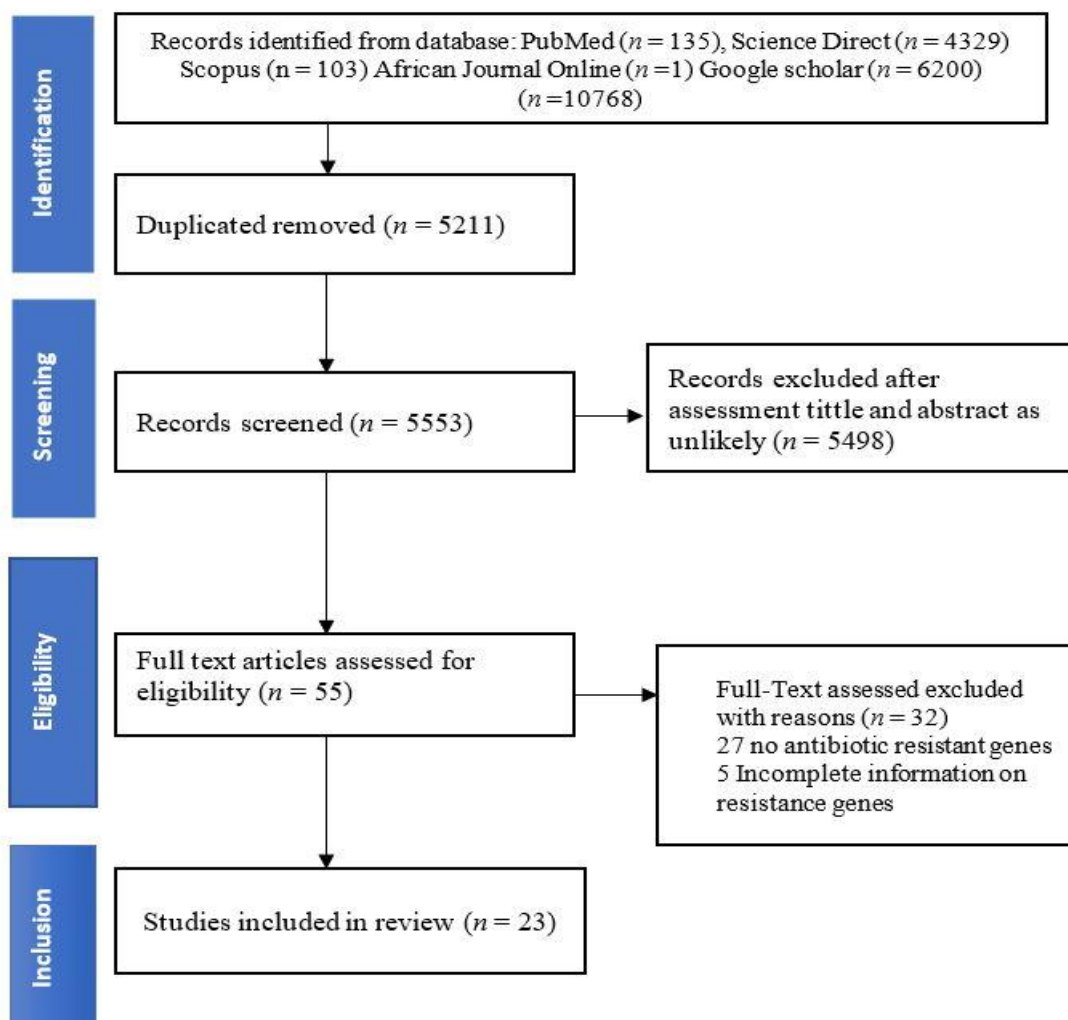 Identification
Records identified from database: PubMed (n = 135), Science Direct (n = 4329)
Scopus (n = 103) African Journal Online (n =1) Google scholar (n = 6200)
(n =10768)
Duplicated removed (n = 5211)
Screening
Records screened (n = 5553)
Records excluded after
assessment tittle and abstract as
unlikely (n = 5498)
Eligibility
Full text articles assessed for
eligibility (n = 55)
Full-Text assessed excluded
with reasons (n = 32)
27 no antibiotic resistant genes
5 Incomplete information on
resistance genes
Inclusion
Studies included in review (n = 23)